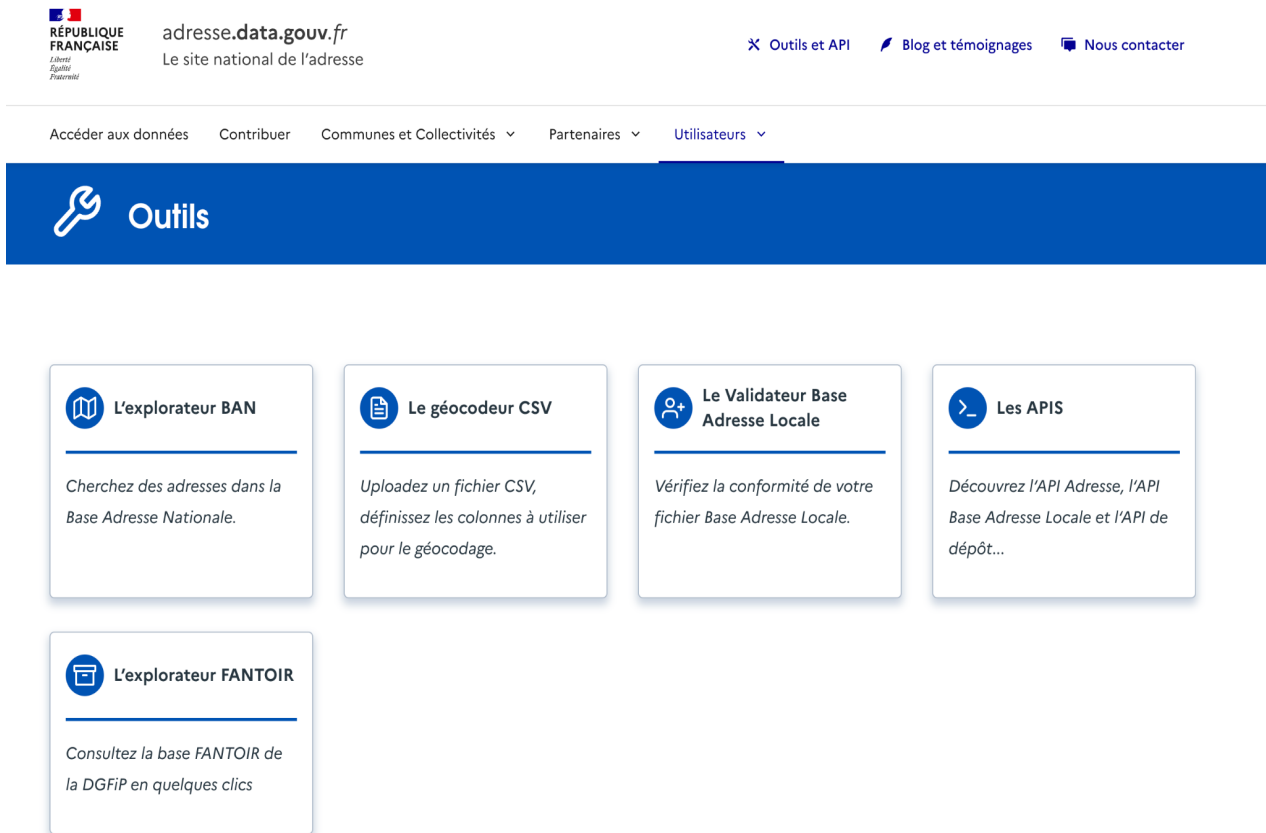 RÉPUBLIQUE
FRANÇAISE
Liberté
Égalité
Fraternité
adresse.data.gouv.fr
Le site national de l'adresse
Outils et API
Blog et témoignages
Nous contacter
Accéder aux données
Contribuer
Communes et Collectivités
Partenaires
Utilisateurs
Outils
L'explorateur BAN
Cherchez des adresses dans la
Base Adresse Nationale.
Le géocodeur CSV
Uploadez un fichier CSV,
définissez les colonnes à utiliser
pour le géocodage.
Le Validateur Base
Adresse Locale
Vérifiez la conformité de votre
fichier Base Adresse Locale.
Les APIS
Découvrez l'API Adresse, l'API
Base Adresse Locale et l'API de
dépôt...
L'explorateur FANTOIR
Consultez la base FANTOIR de
la DGFiP en quelques clics